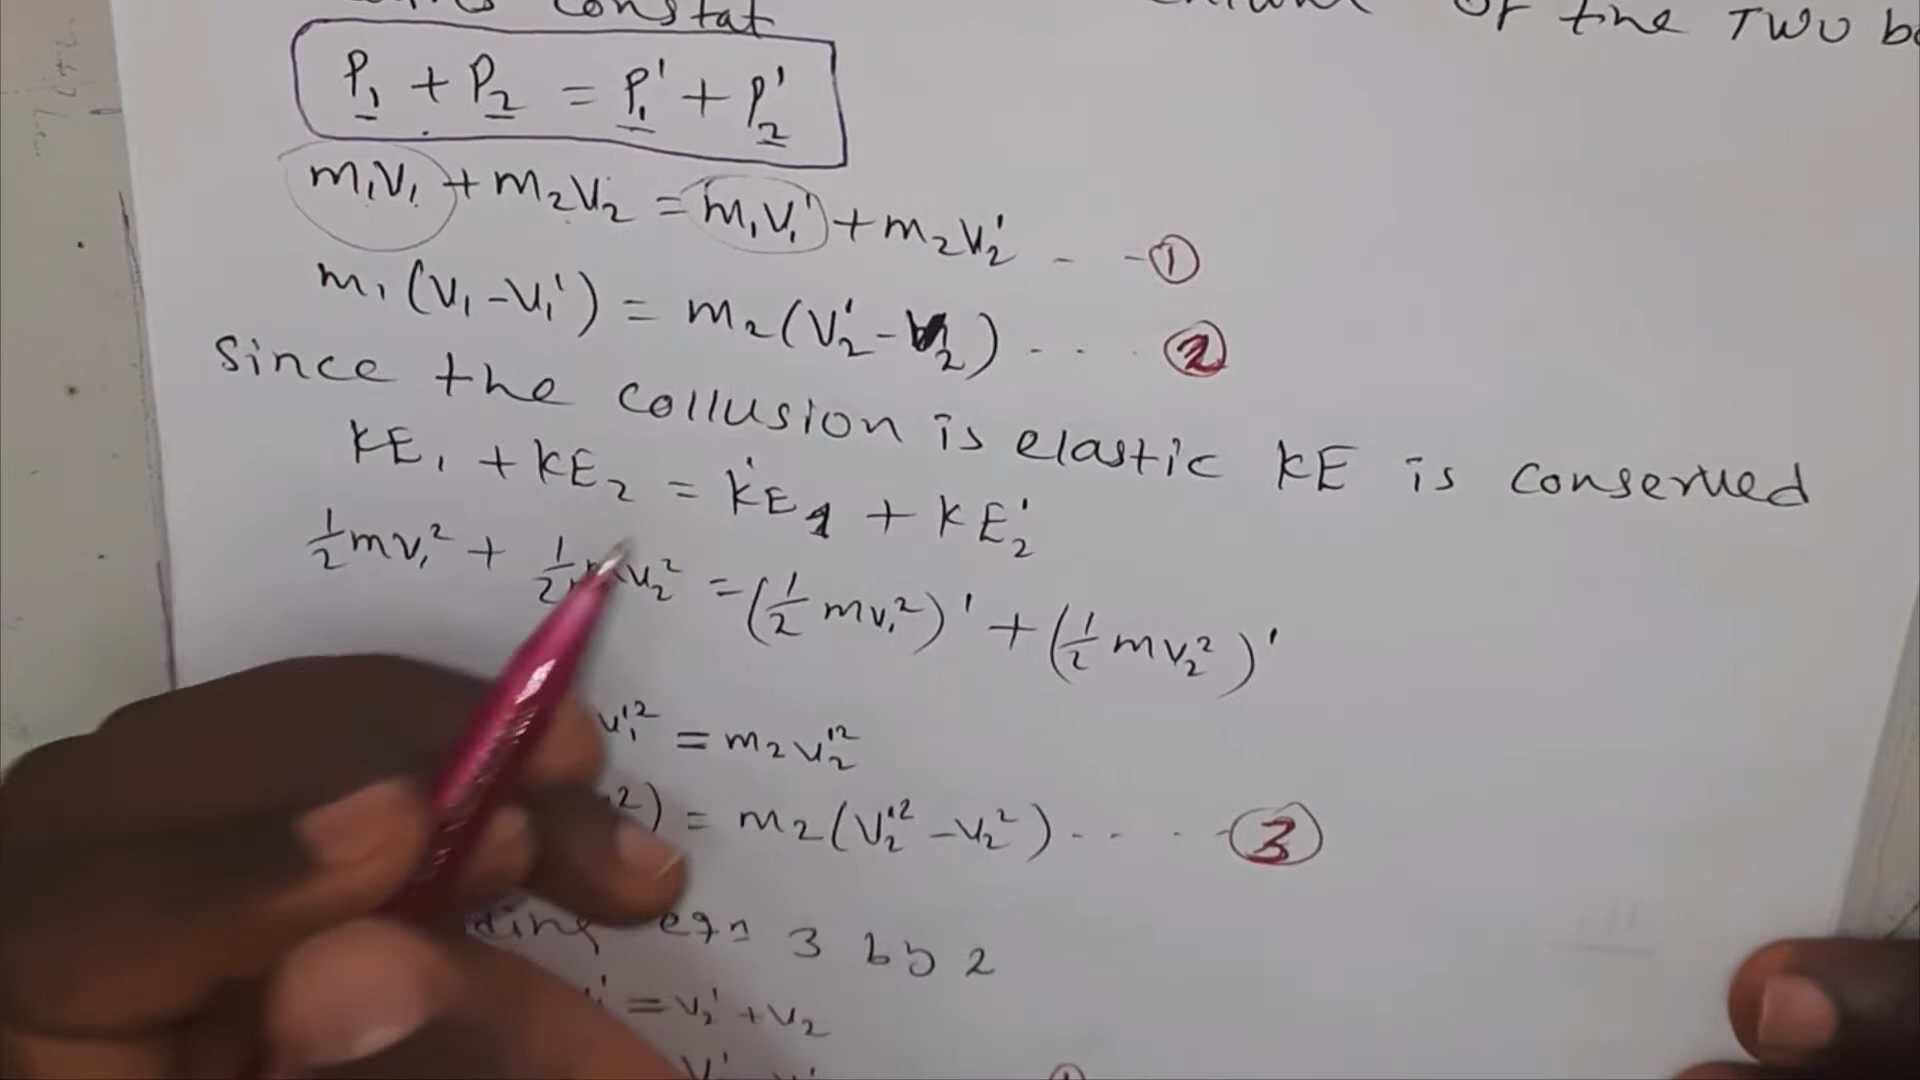 constat
of the TWO
P₁ + P₂ = P₁' + P₂'
m₁v₁ + m₂v₂ = m₁v₁' + m₂v₂' - - ①
m₁(v₁-v₁') = m₂(v₂'-v₂) . . . ②
Since the collusion is elastic KE is conserved
KE₁ + KE₂ = K'E₁ + KE₂'
½mv₁² + ½mv₂² = (½mv₁²)' + (½mv₂²)'
v₁'² = m₂v₂'²
²) = m₂(v₂'² - v₂²) . . . . ③
eqn 3 by 2
= v₂' + v₂